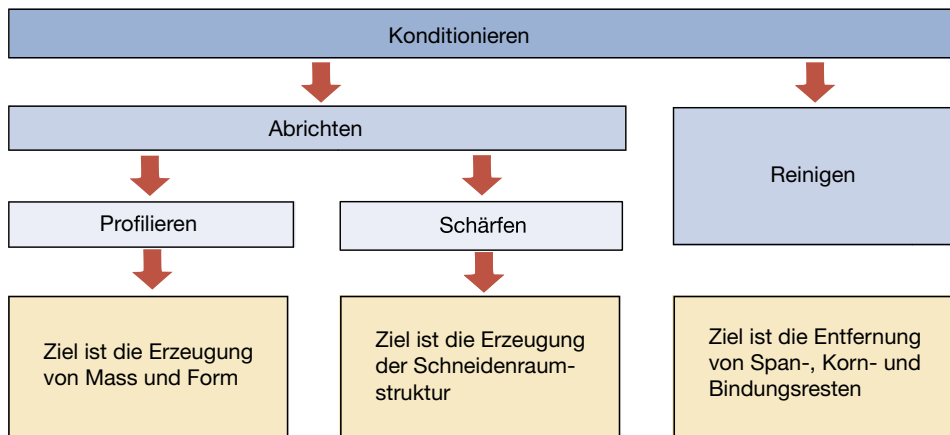 Konditionieren
Abrichten
Reinigen
Profilieren
Schärfen
Ziel ist die Erzeugung
von Mass und Form
Ziel ist die Erzeugung
der Schneidenraum-
struktur
Ziel ist die Entfernung
von Span-, Korn- und
Bindungsresten